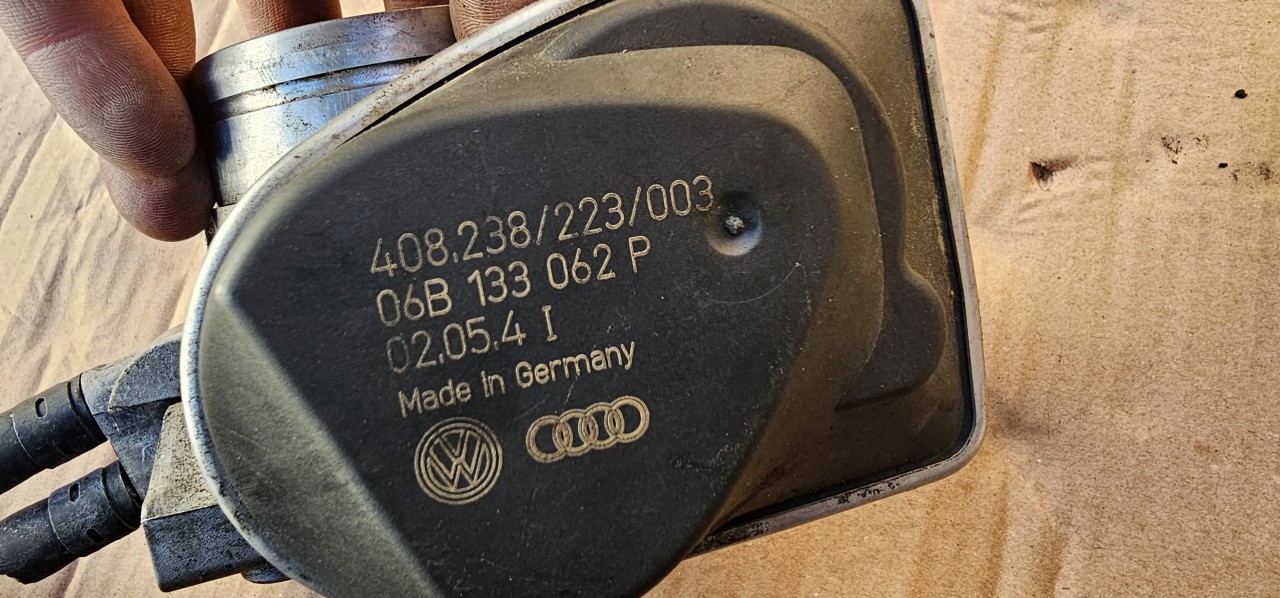 408.238/223/003
06B 133 062 P
02.05.4 I
Made in Germany